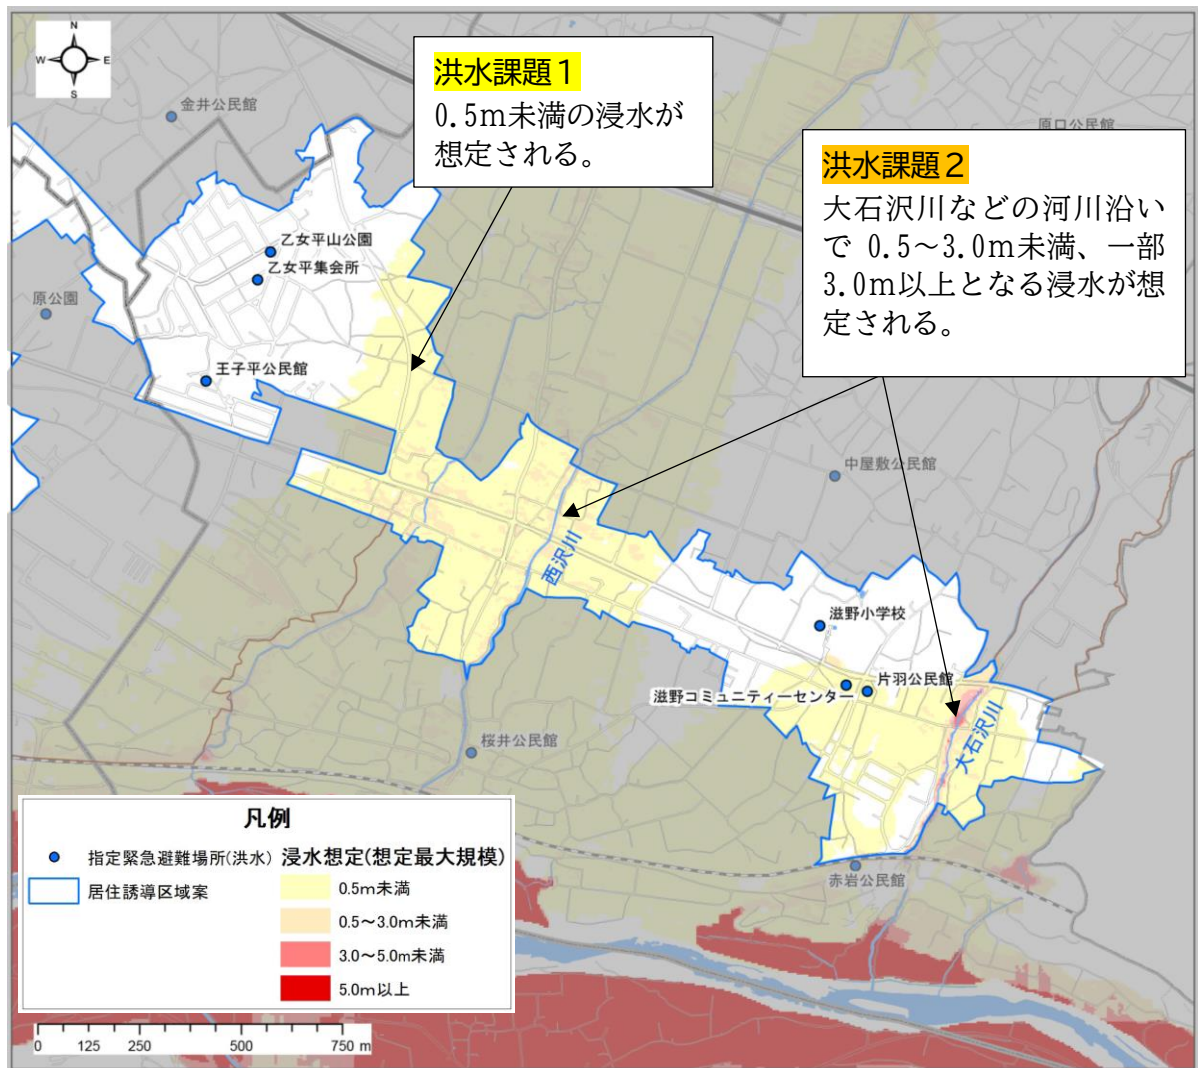 N
W
E
S
金井公民館
洪水課題1
0.5m未満の浸水が
想定される。
原口公民館
洪水課題2
大石沢川などの河川沿い
で 0.5～3.0m未満、一部
3.0m以上となる浸水が想
定される。
乙女平山公園
乙女平集会所
原公園
王子平公民館
中屋敷公民館
西沢川
滋野小学校
片羽公民館
滋野コミュニティーセンター
大石沢川
桜井公民館
赤岩公民館
凡例
指定緊急避難場所(洪水)
居住誘導区域案
浸水想定(想定最大規模)
0.5m未満
0.5～3.0m未満
3.0～5.0m未満
5.0m以上
0 125 250 500 750 m